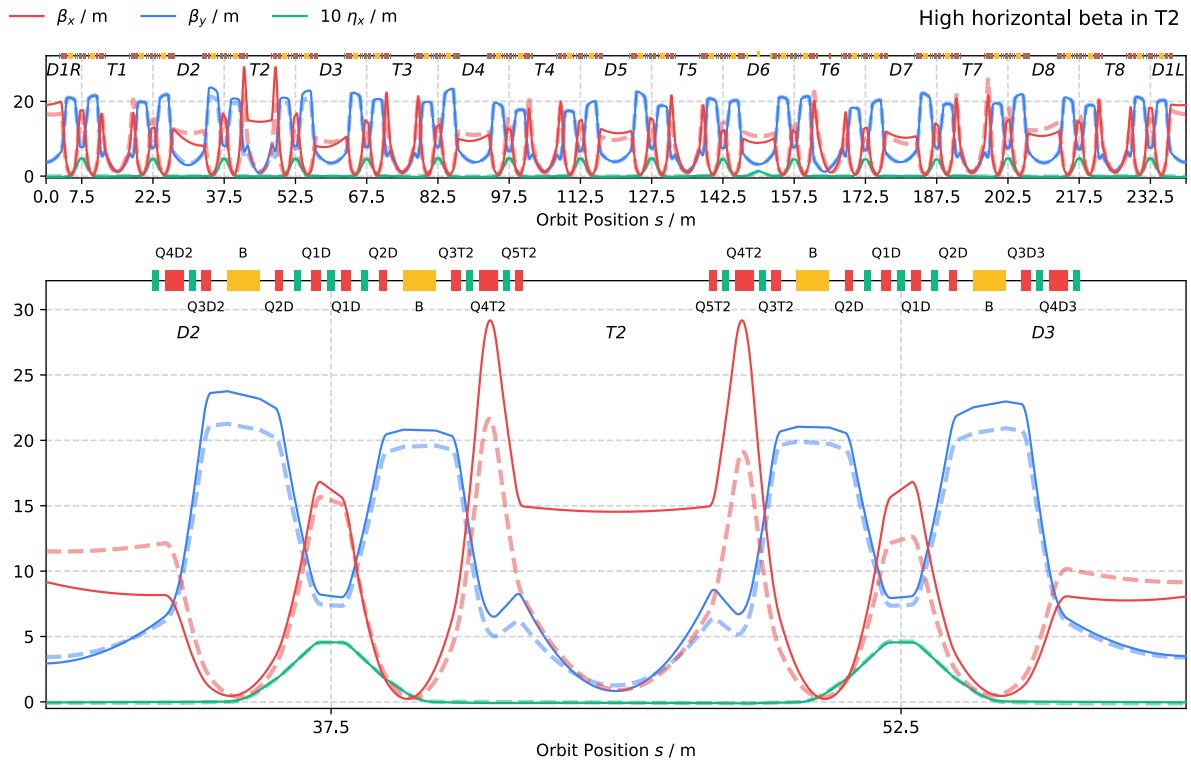 βx / m βy / m 10 ηx / m High horizontal beta in T2
D1R T1 D2 T2 D3 T3 D4 T4 D5 T5 D6 T6 D7 T7 D8 T8 D1L
20
0
0.0 7.5 22.5 37.5 52.5 67.5 82.5 97.5 112.5 127.5 142.5 157.5 172.5 187.5 202.5 217.5 232.5
Orbit Position s / m
Q4D2 B Q1D Q2D Q3T2 Q5T2 Q4T2 B Q1D Q2D Q3D3
Q3D2 Q2D Q1D B Q4T2 Q5T2 Q3T2 Q2D Q1D B Q4D3
D2 T2 D3
30
25
20
15
10
5
0
37.5 52.5
Orbit Position s / m